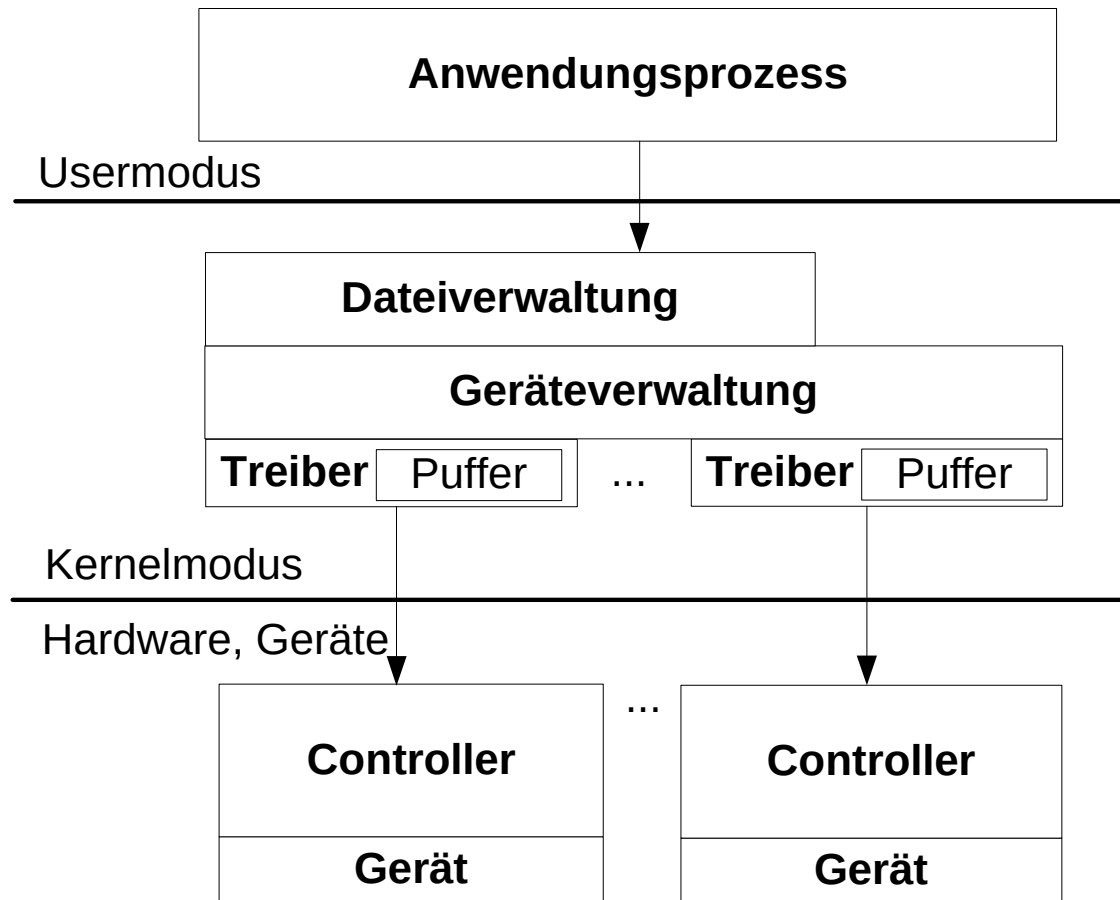 Anwendungsprozess
Usermodus
Dateiverwaltung
Geräteverwaltung
Treiber Puffer ... Treiber Puffer
Kernelmodus
Hardware, Geräte
...
Controller Controller
Gerät Gerät